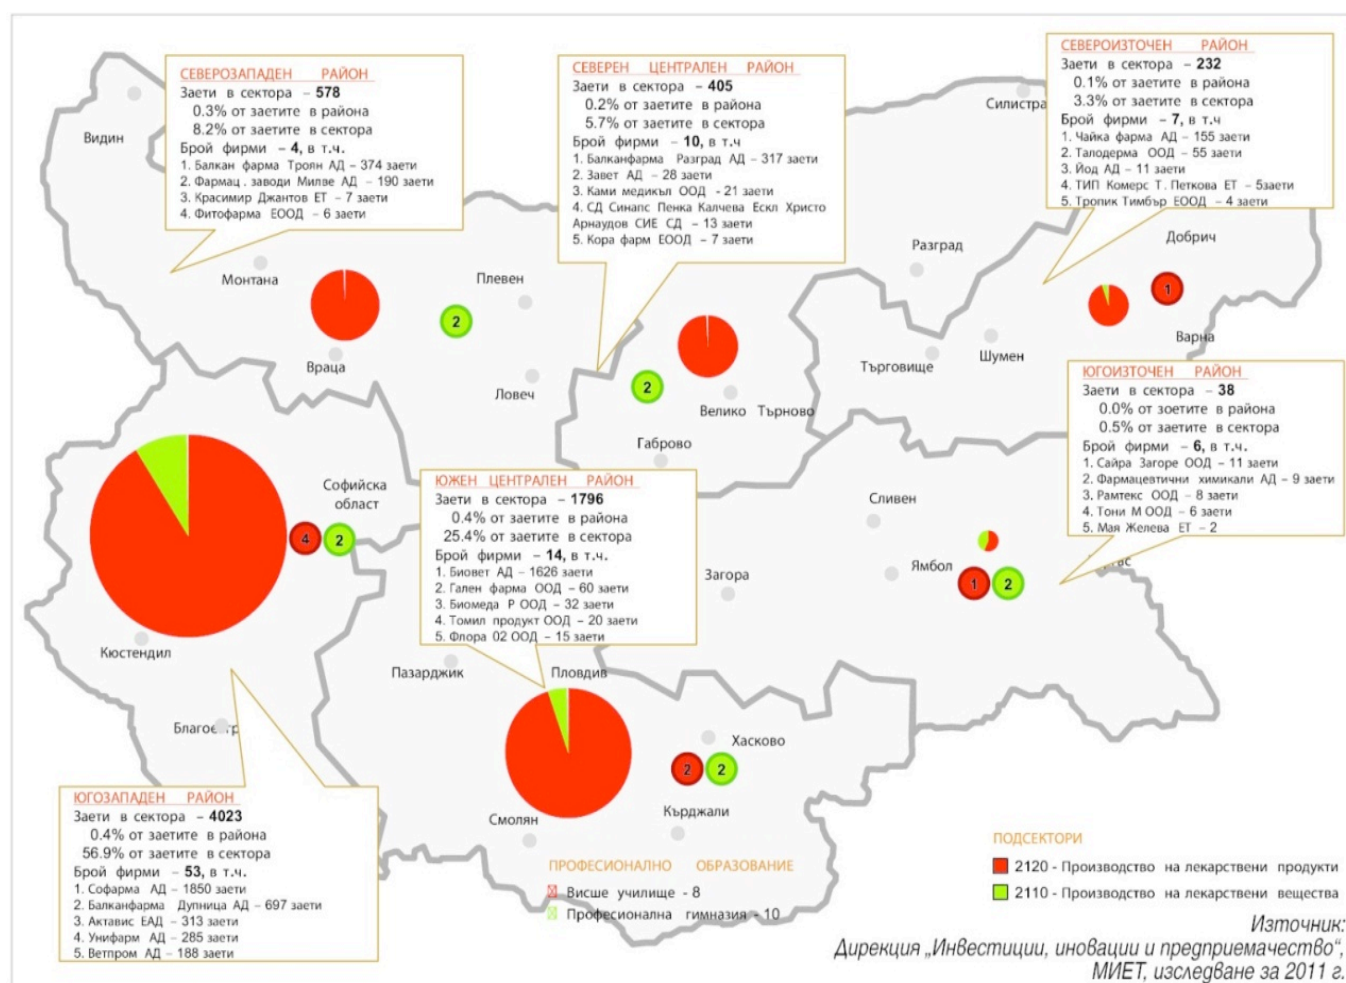 СЕВЕРОЗАПАДЕН РАЙОН
Заети в сектора – 578
0.3% от заетите в района
8.2% от заетите в сектора
Брой фирми – 4, в т.ч.
1. Балкан фарма Троян АД – 374 заети
2. Фармац. заводи Милве АД – 190 заети
3. Красимир Джантов ЕТ – 7 заети
4. Фитофарма ЕООД – 6 заети
СЕВЕРЕН ЦЕНТРАЛЕН РАЙОН
Заети в сектора – 405
0.2% от заетите в района
5.7% от заетите в сектора
Брой фирми – 10, в т.ч
1. Балканфарма Разград АД – 317 заети
2. Завет АД – 28 заети
3. Ками медикъл ООД - 21 заети
4. СД Синапс Пенка Калчева Ескл Христо
Арнаудов СИЕ СД – 13 заети
5. Кора фарм ЕООД – 7 заети
СЕВЕРОИЗТОЧЕН РАЙОН
Заети в сектора – 232
0.1% от заетите в района
3.3% от заетите в сектора
Брой фирми – 7, в т.ч
1. Чайка фарма АД – 155 заети
2. Талодерма ООД – 55 заети
3. Йод АД – 11 заети
4. ТИП Комерс Т. Петкова ЕТ – 5заети
5. Тропик Тимбър ЕООД – 4 заети
Видин
Силистра
Добрич
Разград
Монтана
Плевен
2
1
Варна
Шумен
Търговище
Враца
Ловеч
2
Велико Търново
Габрово
ЮГОИЗТОЧЕН РАЙОН
Заети в сектора – 38
0.0% от зоетите в района
0.5% от заетите в сектора
Брой фирми – 6, в т.ч.
1. Сайра Загоре ООД – 11 заети
2. Фармацевтични химикали АД – 9 заети
3. Рамтекс ООД – 8 заети
4. Тони М ООД – 6 заети
5. Мая Желева ЕТ – 2
ЮЖЕН ЦЕНТРАЛЕН РАЙОН
Заети в сектора – 1796
0.4% от заетите в района
25.4% от заетите в сектора
Брой фирми – 14, в т.ч.
1. Биовет АД – 1626 заети
2. Гален фарма ООД – 60 заети
3. Биомеда Р ООД – 32 заети
4. Томил продукт ООД – 20 заети
5. Флора 02 ООД – 15 заети
Софийска
област
4
2
Сливен
Загора
Ямбол
1
2
Кюстендил
Пазарджик
Пловдив
Хасково
2
2
Кърджали
Смолян
ЮГОЗАПАДЕН РАЙОН
Заети в сектора – 4023
0.4% от заетите в района
56.9% от заетите в сектора
Брой фирми – 53, в т.ч.
1. Софарма АД – 1850 заети
2. Балканфарма Дупница АД – 697 заети
3. Актавис ЕАД – 313 заети
4. Унифарм АД – 285 заети
5. Ветпром АД – 188 заети
ПРОФЕСИОНАЛНО ОБРАЗОВАНИЕ
Висше училище - 8
Професионална гимназия - 10
ПОДСЕКТОРИ
2120 - Производство на лекарствени продукти
2110 - Производство на лекарствени вещества
Източник:
Дирекция „Инвестиции, иновации и предприемачество“,
МИЕТ, изследване за 2011 г.